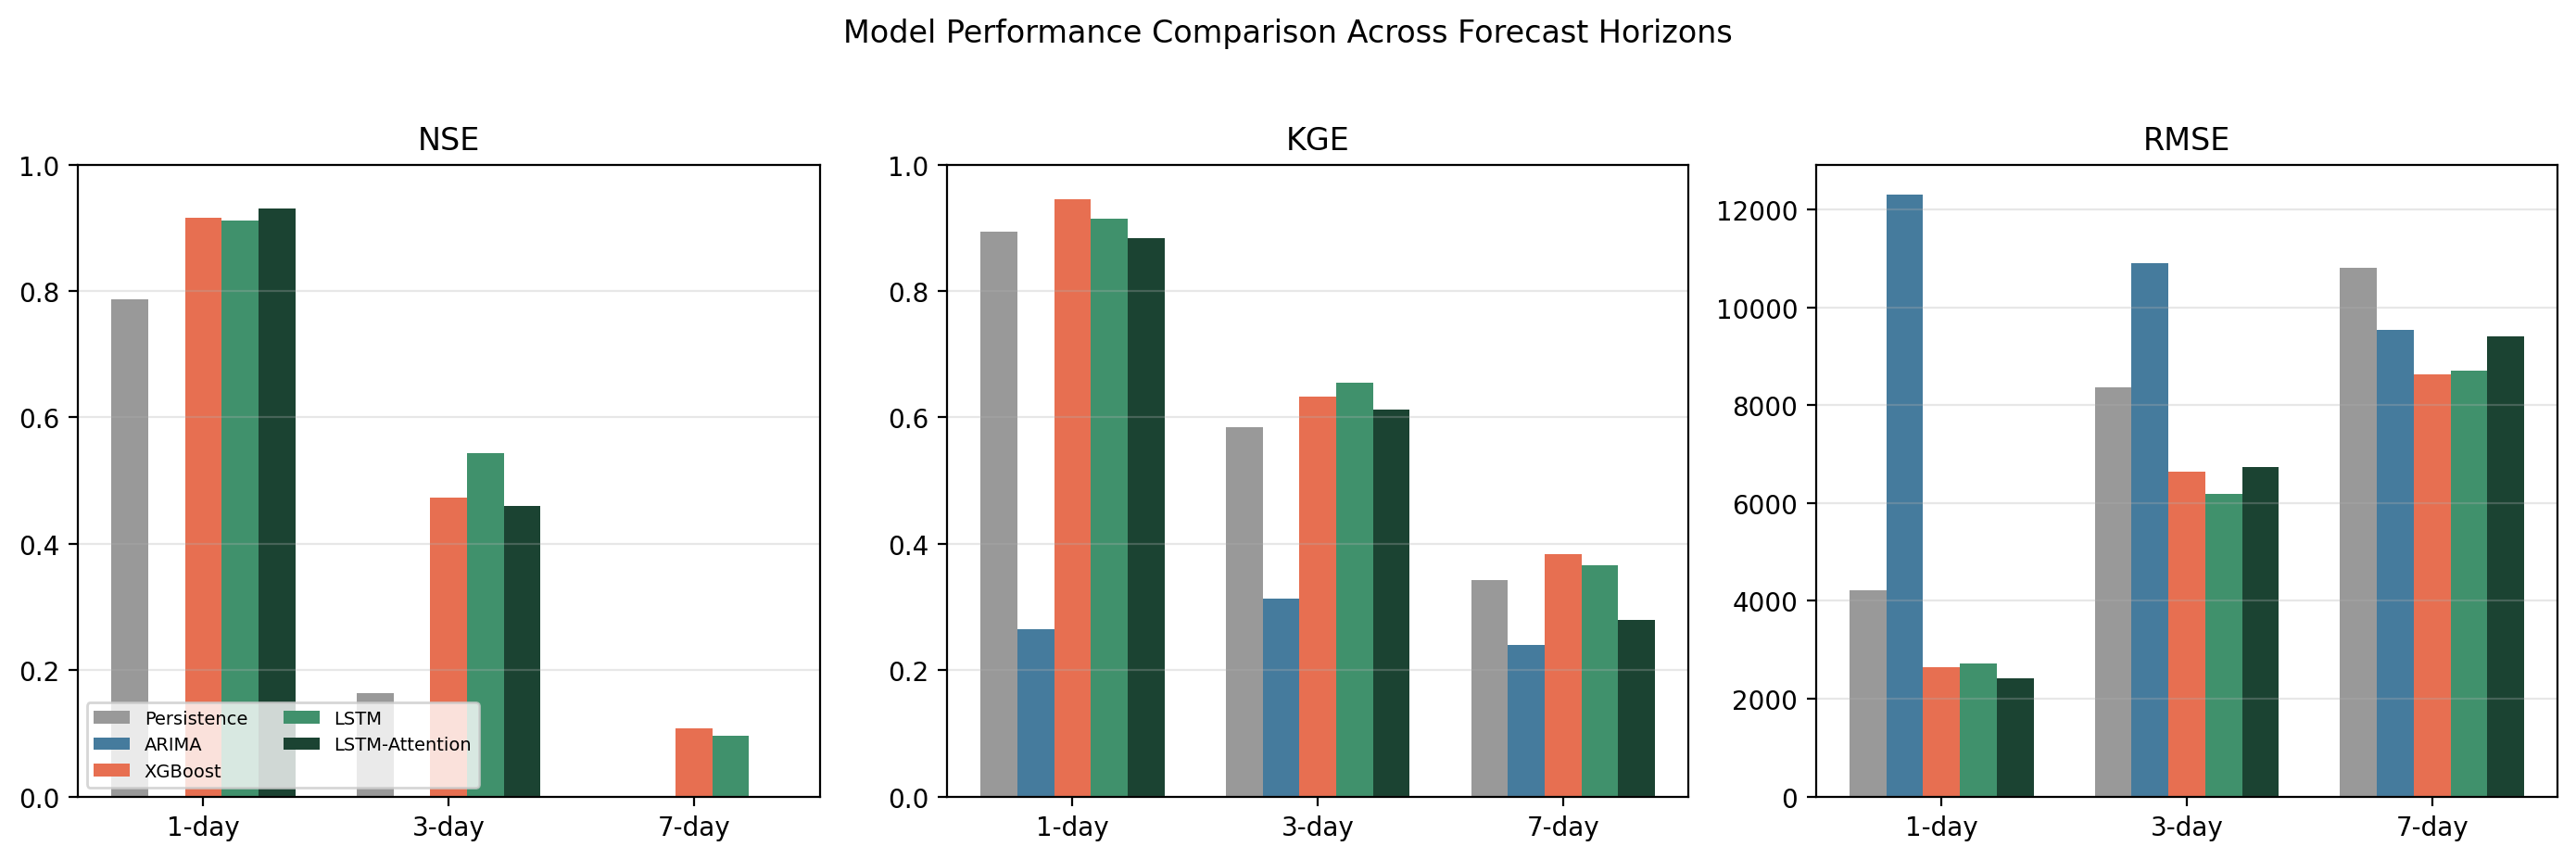 Model Performance Comparison Across Forecast Horizons
NSE
1.0
0.8
0.6
0.4
0.2
0.0
Persistence
ARIMA
XGBoost
LSTM
LSTM-Attention
1-day
3-day
7-day
KGE
1.0
0.8
0.6
0.4
0.2
0.0
1-day
3-day
7-day
RMSE
12000
10000
8000
6000
4000
2000
0
1-day
3-day
7-day